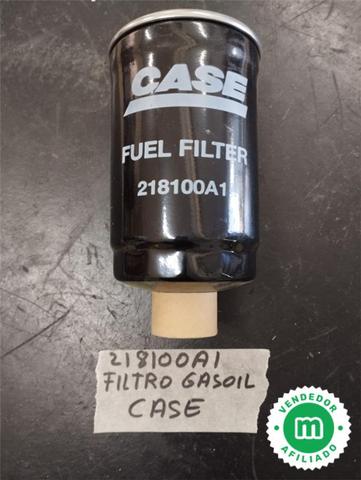 CASE
FUEL FILTER
218100A1
218100A1
FILTRO GASOIL
CASE
VENDEDOR
m
AFILIADO